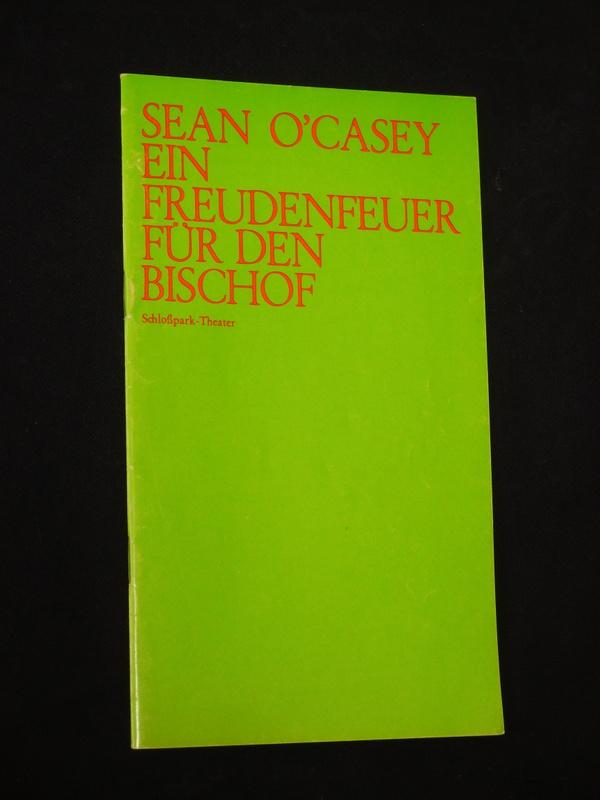 SEAN O'CASEY
EIN
FREUDENFEUER
FÜR DEN
BISCHOF
Schloßpark-Theater